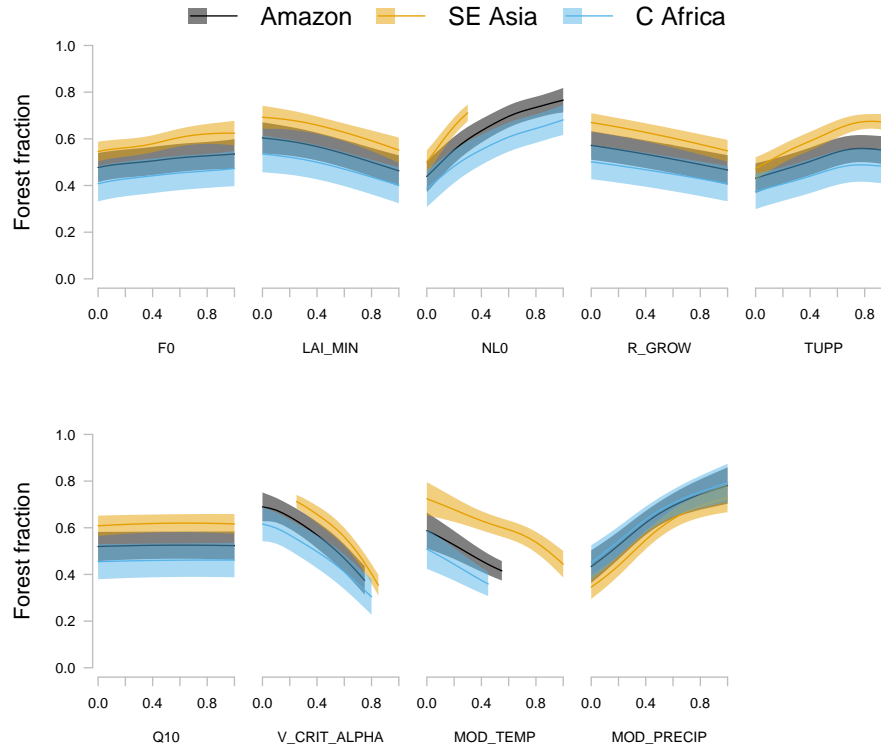 Amazon SE Asia C Africa
Forest fraction
1.0
0.8
0.6
0.4
0.2
0.0
0.0 0.4 0.8
F0
0.0 0.4 0.8
LAI_MIN
0.0 0.4 0.8
NL0
0.0 0.4 0.8
R_GROW
0.0 0.4 0.8
TUPP
Forest fraction
1.0
0.8
0.6
0.4
0.2
0.0
0.0 0.4 0.8
Q10
0.0 0.4 0.8
V_CRIT_ALPHA
0.0 0.4 0.8
MOD_TEMP
0.0 0.4 0.8
MOD_PRECIP